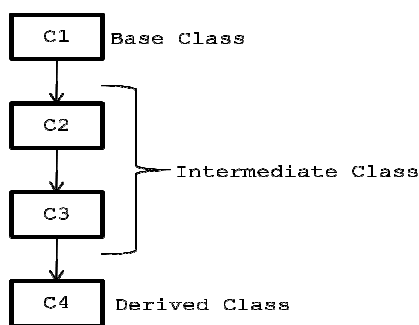 C1 Base Class
C2
Intermediate Class
C3
C4 Derived Class